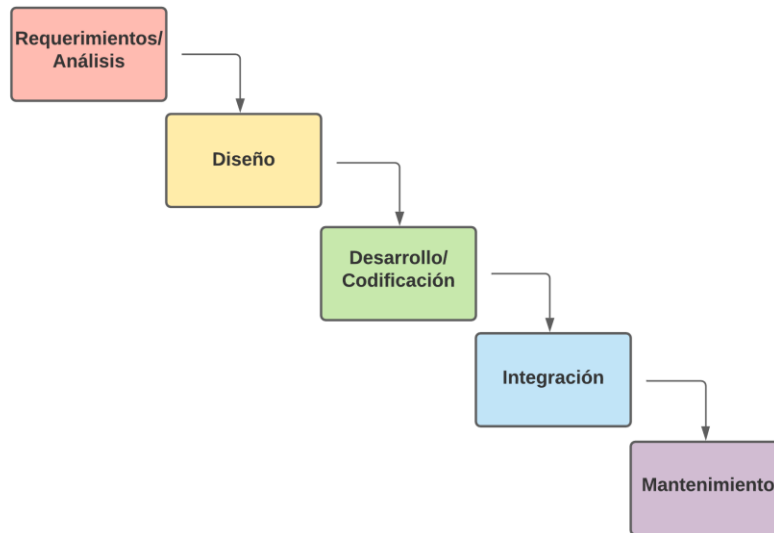 Requerimientos/
Análisis
Diseño
Desarrollo/
Codificación
Integración
Mantenimiento